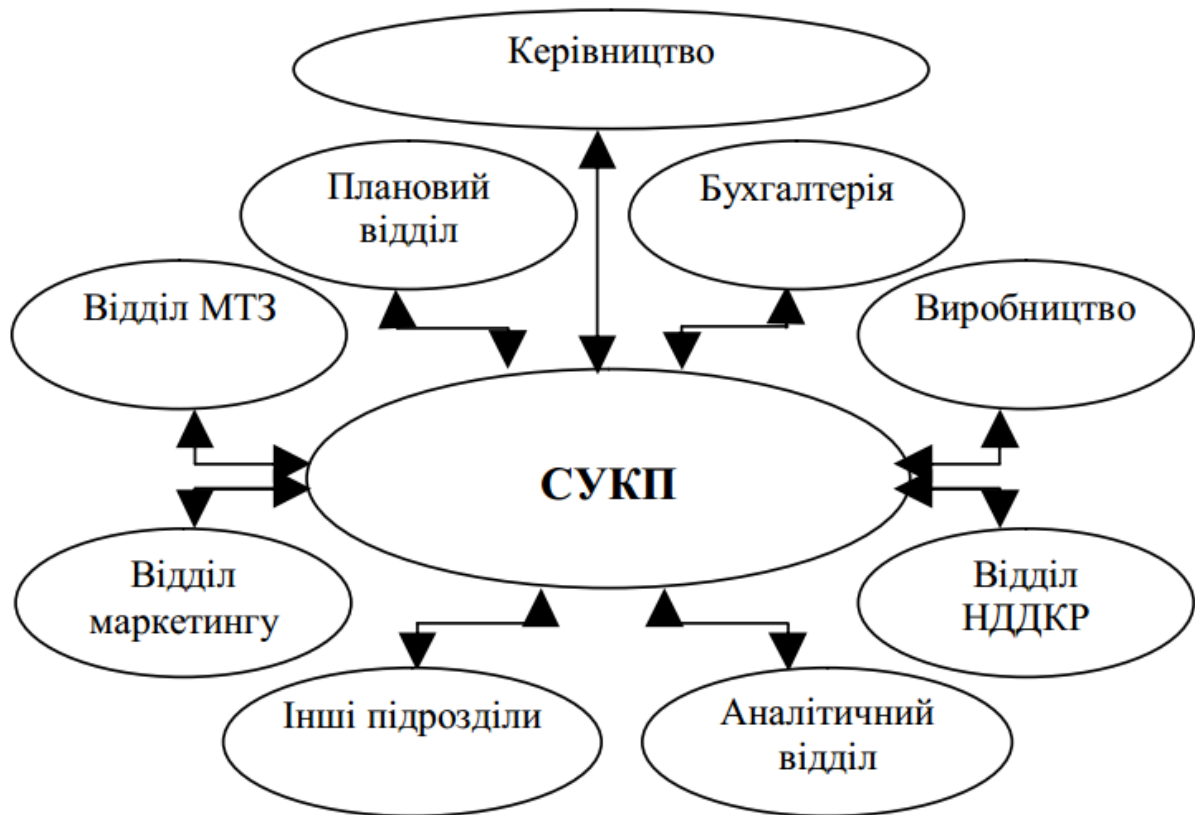 Керівництво
Плановий
відділ
Бухгалтерія
Відділ МТЗ
Виробництво
СУКП
Відділ
маркетингу
Відділ
НДДКР
Інші підрозділи
Аналітичний
відділ